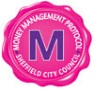 MONEY MANAGEMENT PROTOCOL
M
SHEFFIELD CITY COUNCIL